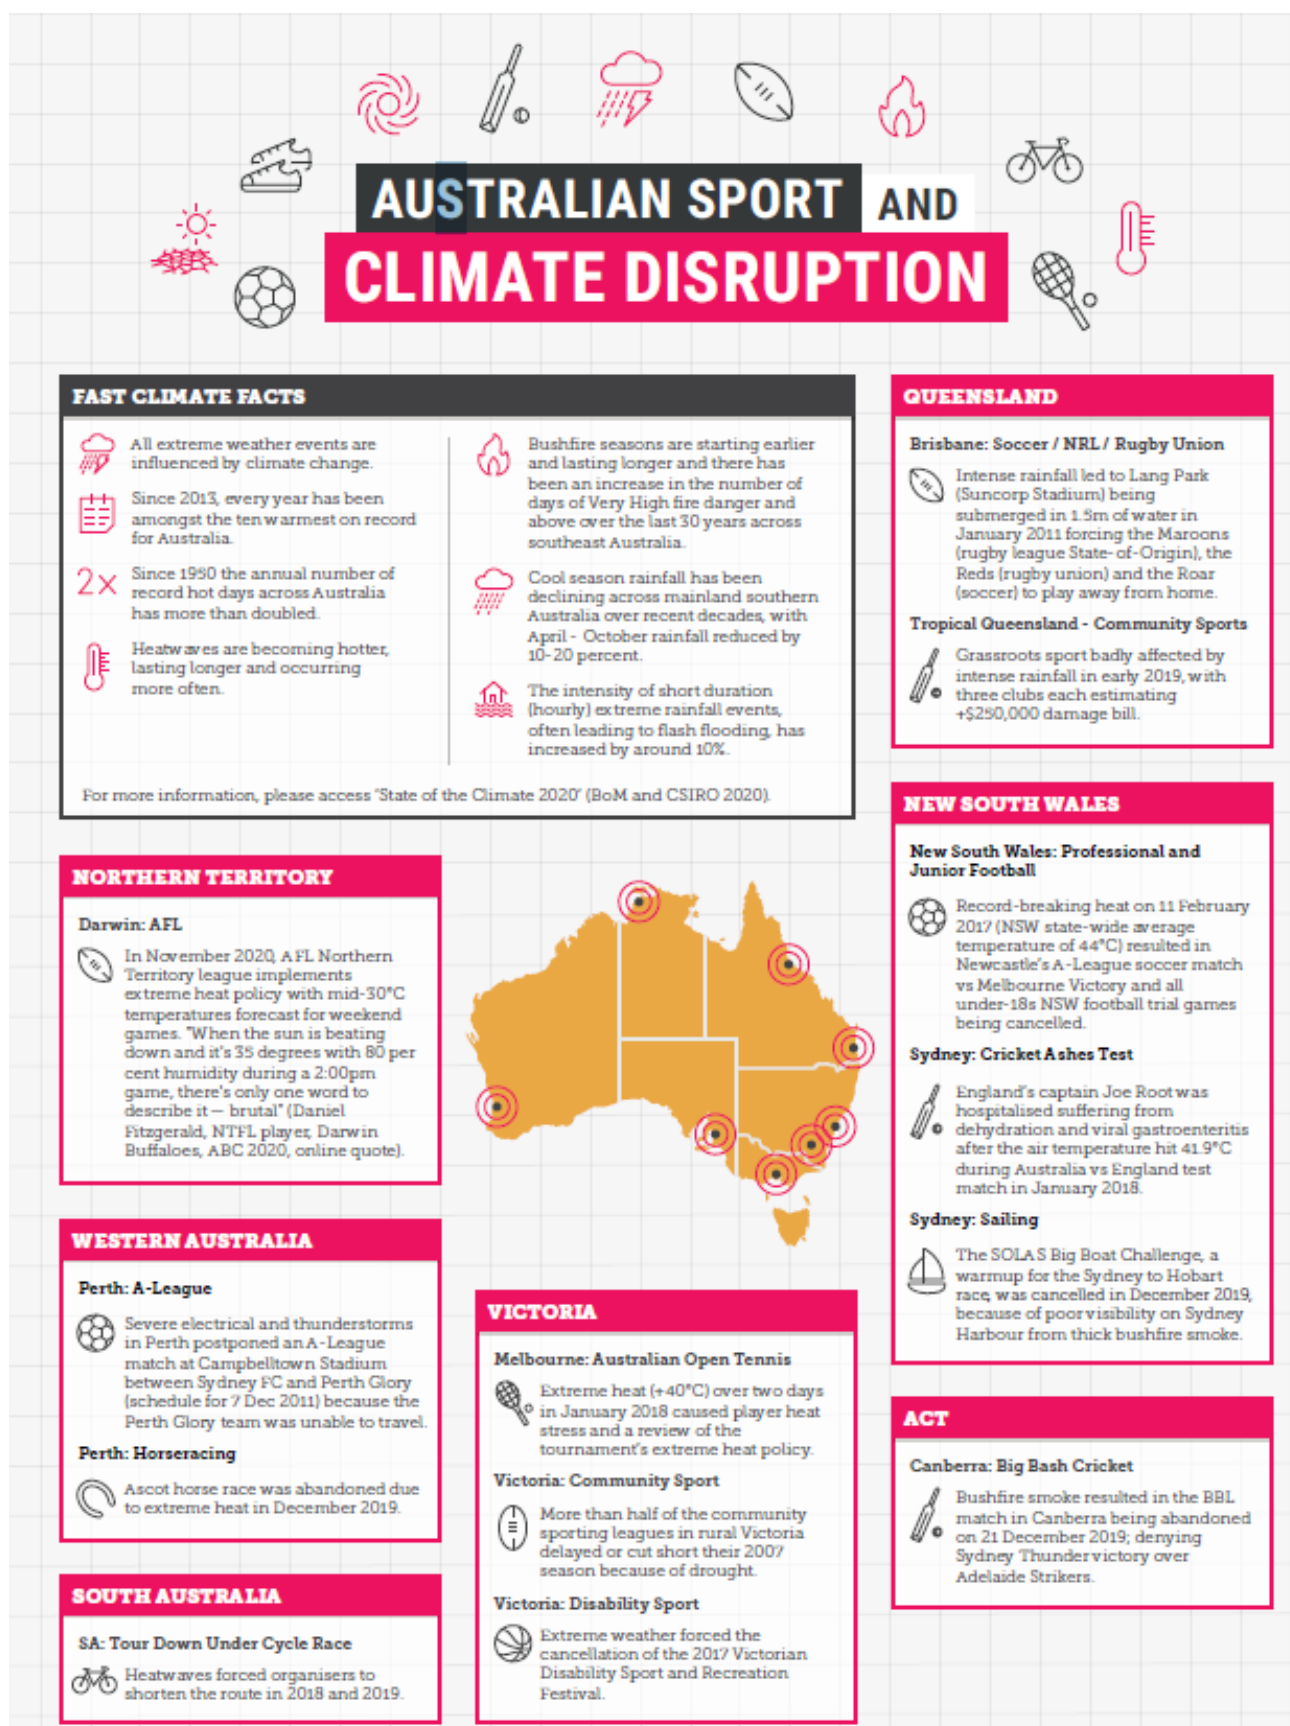 AUSTRALIAN SPORT AND
CLIMATE DISRUPTION
FAST CLIMATE FACTS
All extreme weather events are
influenced by climate change.
Since 2013, every year has been
amongst the ten warmest on record
for Australia.
2x
Since 1950 the annual number of
record hot days across Australia
has more than doubled.
Heatwaves are becoming hotter,
lasting longer and occurring
more often.
Bushfire seasons are starting earlier
and lasting longer and there has
been an increase in the number of
days of Very High fire danger and
above over the last 30 years across
southeast Australia.
Cool season rainfall has been
declining across mainland southern
Australia over recent decades, with
April - October rainfall reduced by
10-20 percent.
The intensity of short duration
(hourly) extreme rainfall events,
often leading to flash flooding, has
increased by around 10%.
For more information, please access 'State of the Climate 2020' (BoM and CSIRO 2020).
QUEENSLAND
Brisbane: Soccer / NRL / Rugby Union
Intense rainfall led to Lang Park
(Suncorp Stadium) being
submerged in 1.5m of water in
January 2011 forcing the Maroons
(rugby league State-of-Origin), the
Reds (rugby union) and the Roar
(soccer) to play away from home.
Tropical Queensland - Community Sports
Grassroots sport badly affected by
intense rainfall in early 2019, with
three clubs each estimating
+$250,000 damage bill.
NEW SOUTH WALES
New South Wales: Professional and
Junior Football
Record-breaking heat on 11 February
2017 (NSW state-wide average
temperature of 44°C) resulted in
Newcastle's A-League soccer match
vs Melbourne Victory and all
under-18s NSW football trial games
being cancelled.
Sydney: Cricket Ashes Test
England's captain Joe Root was
hospitalised suffering from
dehydration and viral gastroenteritis
after the air temperature hit 41.9°C
during Australia vs England test
match in January 2018.
Sydney: Sailing
The SOLAS Big Boat Challenge, a
warmup for the Sydney to Hobart
race, was cancelled in December 2019,
because of poor visibility on Sydney
Harbour from thick bushfire smoke.
ACT
Canberra: Big Bash Cricket
Bushfire smoke resulted in the BBL
match in Canberra being abandoned
on 21 December 2019; denying
Sydney Thunder victory over
Adelaide Strikers.
NORTHERN TERRITORY
Darwin: AFL
In November 2020, AFL Northern
Territory league implements
extreme heat policy with mid-30°C
temperatures forecast for weekend
games. "When the sun is beating
down and it's 35 degrees with 80 per
cent humidity during a 2:00pm
game, there's only one word to
describe it — brutal" (Daniel
Fitzgerald, NTFL player, Darwin
Buffaloes, ABC 2020, online quote).
WESTERN AUSTRALIA
Perth: A-League
Severe electrical and thunderstorms
in Perth postponed an A-League
match at Campbelltown Stadium
between Sydney FC and Perth Glory
(schedule for 7 Dec 2011) because the
Perth Glory team was unable to travel.
Perth: Horseracing
Ascot horse race was abandoned due
to extreme heat in December 2019.
SOUTH AUSTRALIA
SA: Tour Down Under Cycle Race
Heatwaves forced organisers to
shorten the route in 2018 and 2019.
VICTORIA
Melbourne: Australian Open Tennis
Extreme heat (+40°C) over two days
in January 2018 caused player heat
stress and a review of the
tournament's extreme heat policy.
Victoria: Community Sport
More than half of the community
sporting leagues in rural Victoria
delayed or cut short their 2007
season because of drought.
Victoria: Disability Sport
Extreme weather forced the
cancellation of the 2017 Victorian
Disability Sport and Recreation
Festival.